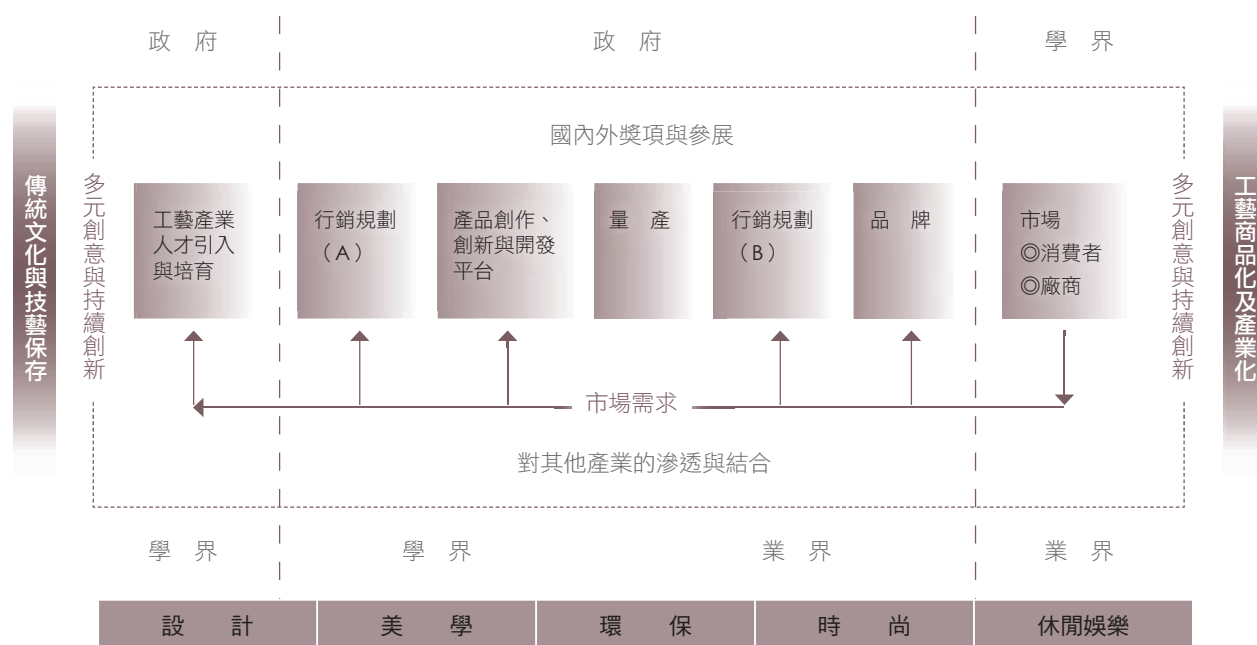 政 府
政 府
學 界
傳統文化與技藝保存
多元創意與持續創新
國內外獎項與參展
工藝產業
人才引入
與培育
行銷規劃
（A）
產品創作、
創新與開發
平台
量 產
行銷規劃
（B）
品 牌
市場
◎消費者
◎廠商
多元創意與持續創新
工藝商品化及產業化
市場需求
對其他產業的滲透與結合
學 界
學 界
業 界
業 界
設 計
美 學
環 保
時 尚
休閒娛樂